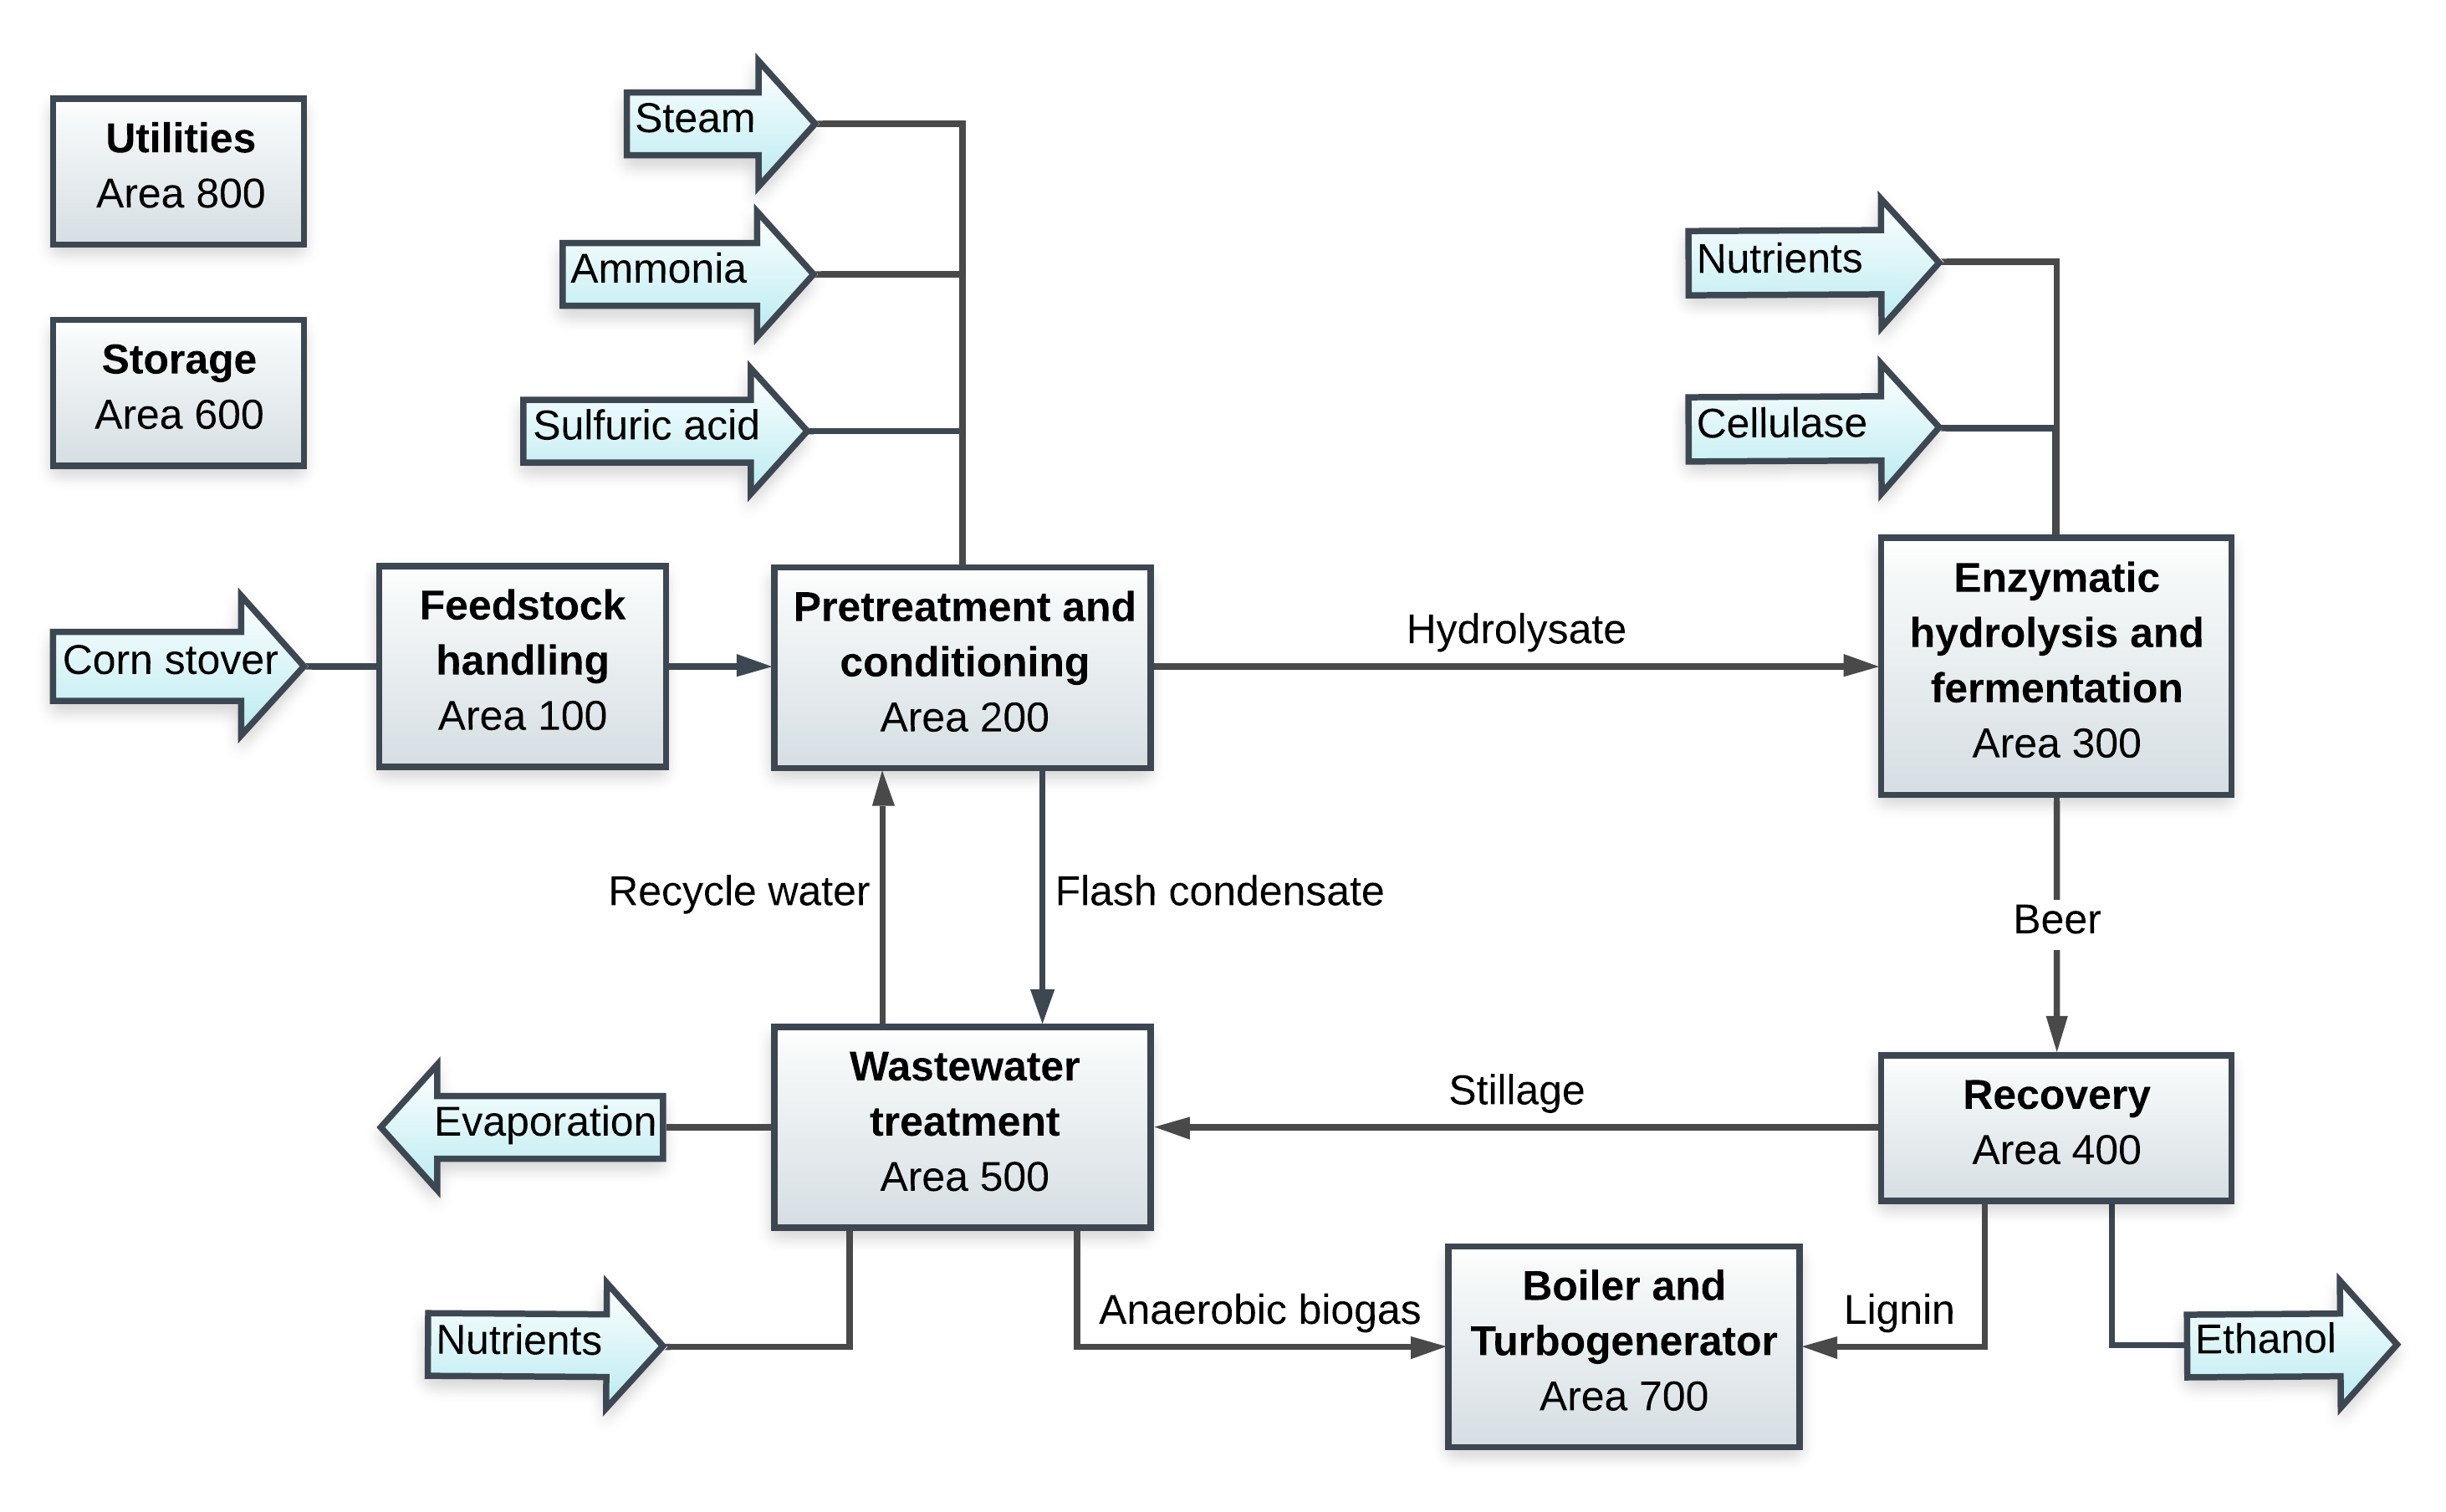 Utilities
Area 800
Storage
Area 600
Steam
Ammonia
Sulfuric acid
Nutrients
Cellulase
Corn stover
Feedstock
handling
Area 100
Pretreatment and
conditioning
Area 200
Hydrolysate
Enzymatic
hydrolysis and
fermentation
Area 300
Recycle water
Flash condensate
Beer
Evaporation
Wastewater
treatment
Area 500
Stillage
Recovery
Area 400
Nutrients
Anaerobic biogas
Boiler and
Turbogenerator
Area 700
Lignin
Ethanol